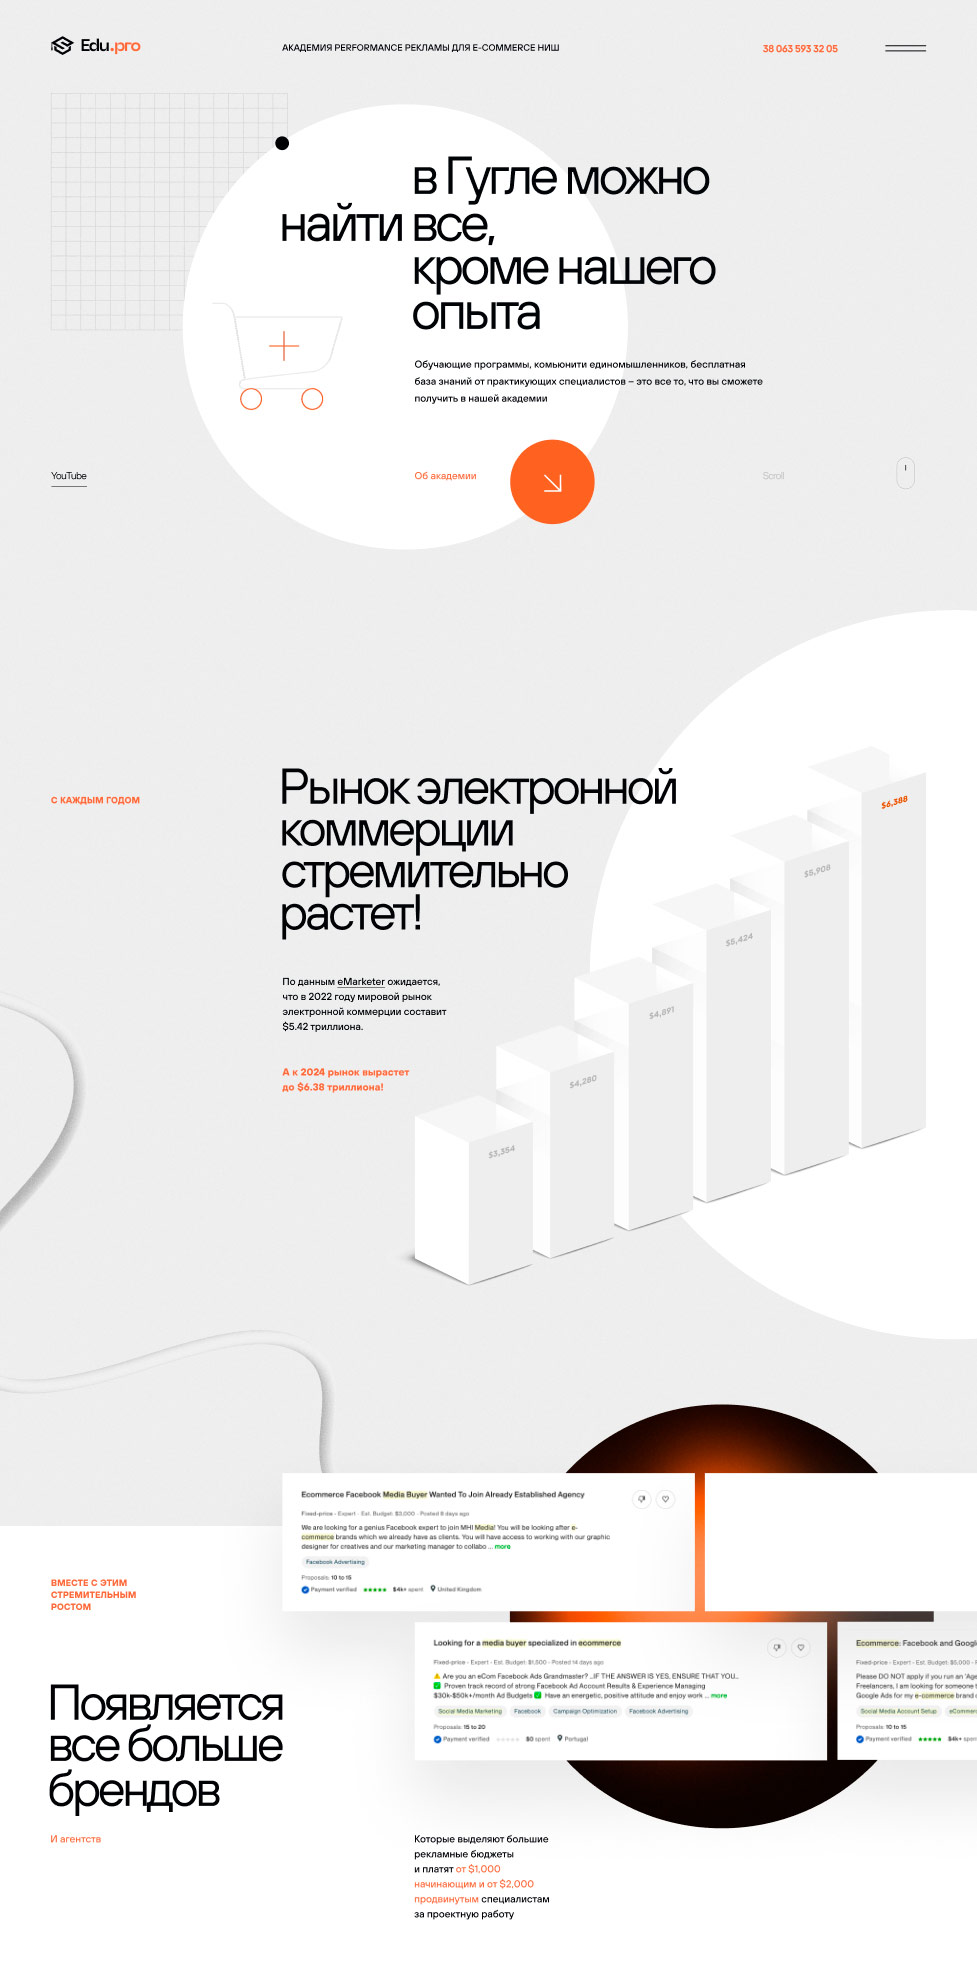 Edu.pro
АКАДЕМИЯ PERFORMANCE РЕКЛАМЫ ДЛЯ E-COMMERCE НИШ
38 063 593 32 05
в Гугле можно
найти все,
кроме нашего
опыта
Обучающие программы, комьюнити единомышленников, бесплатная
база знаний от практикующих специалистов – это все то, что вы сможете
получить в нашей академии
YouTube
Об академии
Scroll
С КАЖДЫМ ГОДОМ
Рынок электронной
коммерции
стремительно
растет!
По данным eMarketer ожидается,
что в 2022 году мировой рынок
электронной коммерции составит
$5.42 триллиона.
А к 2024 рынок вырастет
до $6.38 триллиона!
$3,354
$4,280
$4,891
$5,424
$5,908
$6,388
Ecommerce Facebook Media Buyer Wanted To Join Already Established Agency
Fixed-price - Expert - Est. Budget: $3,000 - Posted 8 days ago
We are looking for a genius Facebook expert to join MHI Media! You will be looking after e-
commerce brands which we already have as clients. You will have access to working with our graphic
designer for creatives and our marketing manager to collabo ... more
Facebook Advertising
Proposals: 10 to 15
Payment verified $4k+ spent United Kingdom
ВМЕСТЕ С ЭТИМ
СТРЕМИТЕЛЬНЫМ
РОСТОМ
Looking for a media buyer specialized in ecommerce
Fixed-price - Expert - Est. Budget: $1,500 - Posted 14 days ago
Are you an eCom Facebook Ads Grandmaster? ..IF THE ANSWER IS YES, ENSURE THAT YOU..
Proven track record of strong Facebook Ad Account Results & Experience Managing
$30k-$50k+/month Ad Budgets Have an energetic, positive attitude and enjoy work ... more
Social Media Marketing Facebook Campaign Optimization Facebook Advertising
Proposals: 15 to 20
Payment verified $0 spent Portugal
Ecommerce: Facebook and Googl
Fixed-price - Expert - Est. Budget: $5,000 -
Please DO NOT apply if you run an 'Age
Freelancers, I am looking for someone t
Google Ads for my e-commerce brand
Social Media Account Setup eCommer
Proposals: 10 to 15
Payment verified $4k+ spen
Появляется
все больше
брендов
И агентств
Которые выделяют большие
рекламные бюджеты
и платят от $1,000
начинающим и от $2,000
продвинутым специалистам
за проектную работу